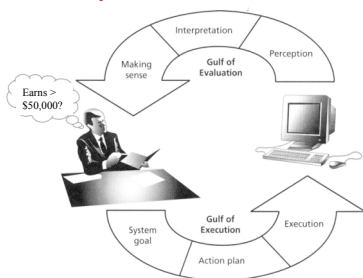 Interpretation
Making
sense
Gulf of
Evaluation
Perception
Earns >
$50,000?
System
goal
Gulf of
Execution
Execution
Action plan